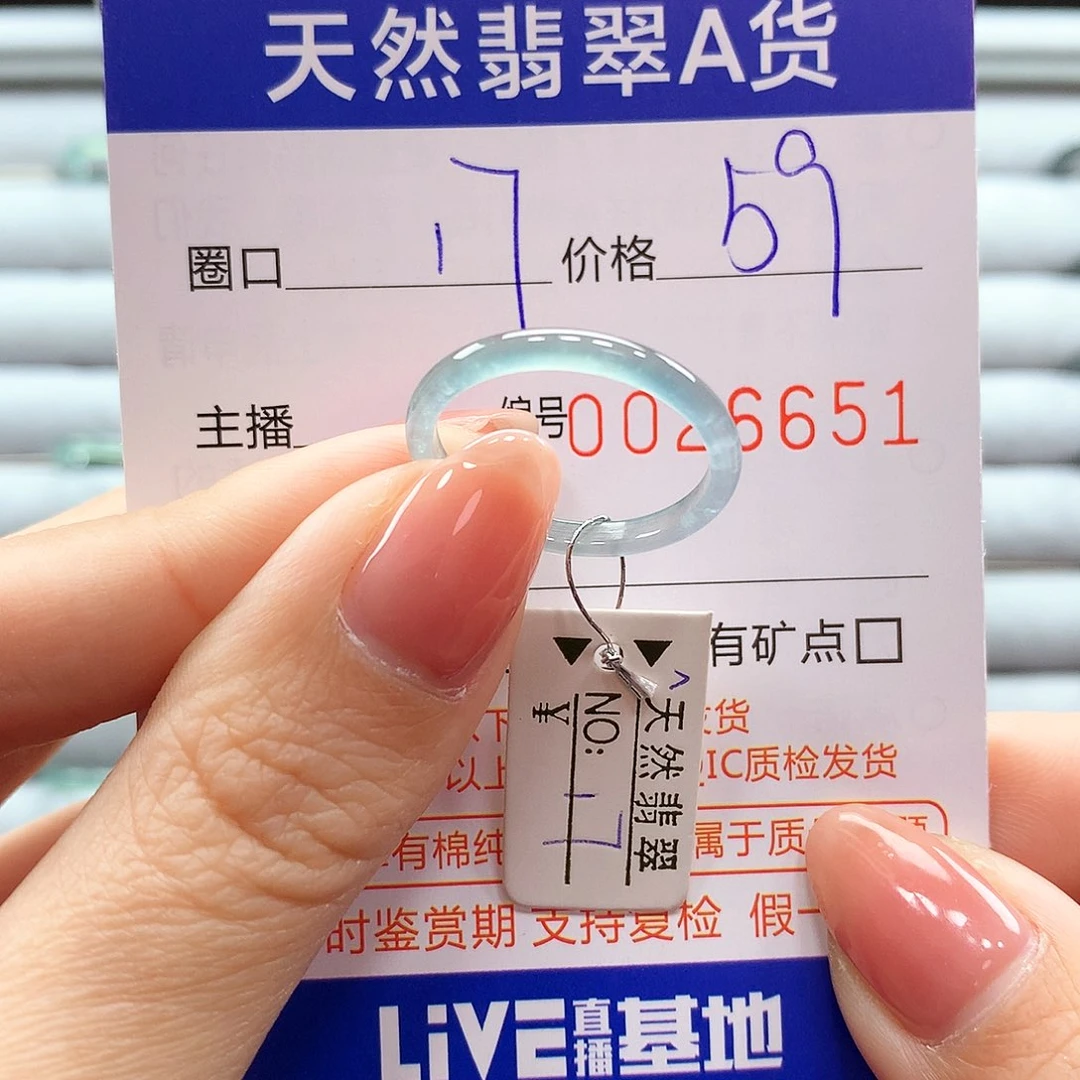 天然翡翠A货
圈口 17 价格 59
主播 编号 0026651
有矿点□
下 发货
以上 IC质检发货
有棉纯 属于质
时鉴赏期 支持复检 假一
LiVE直播基地
天然翡翠
NO: 17
¥